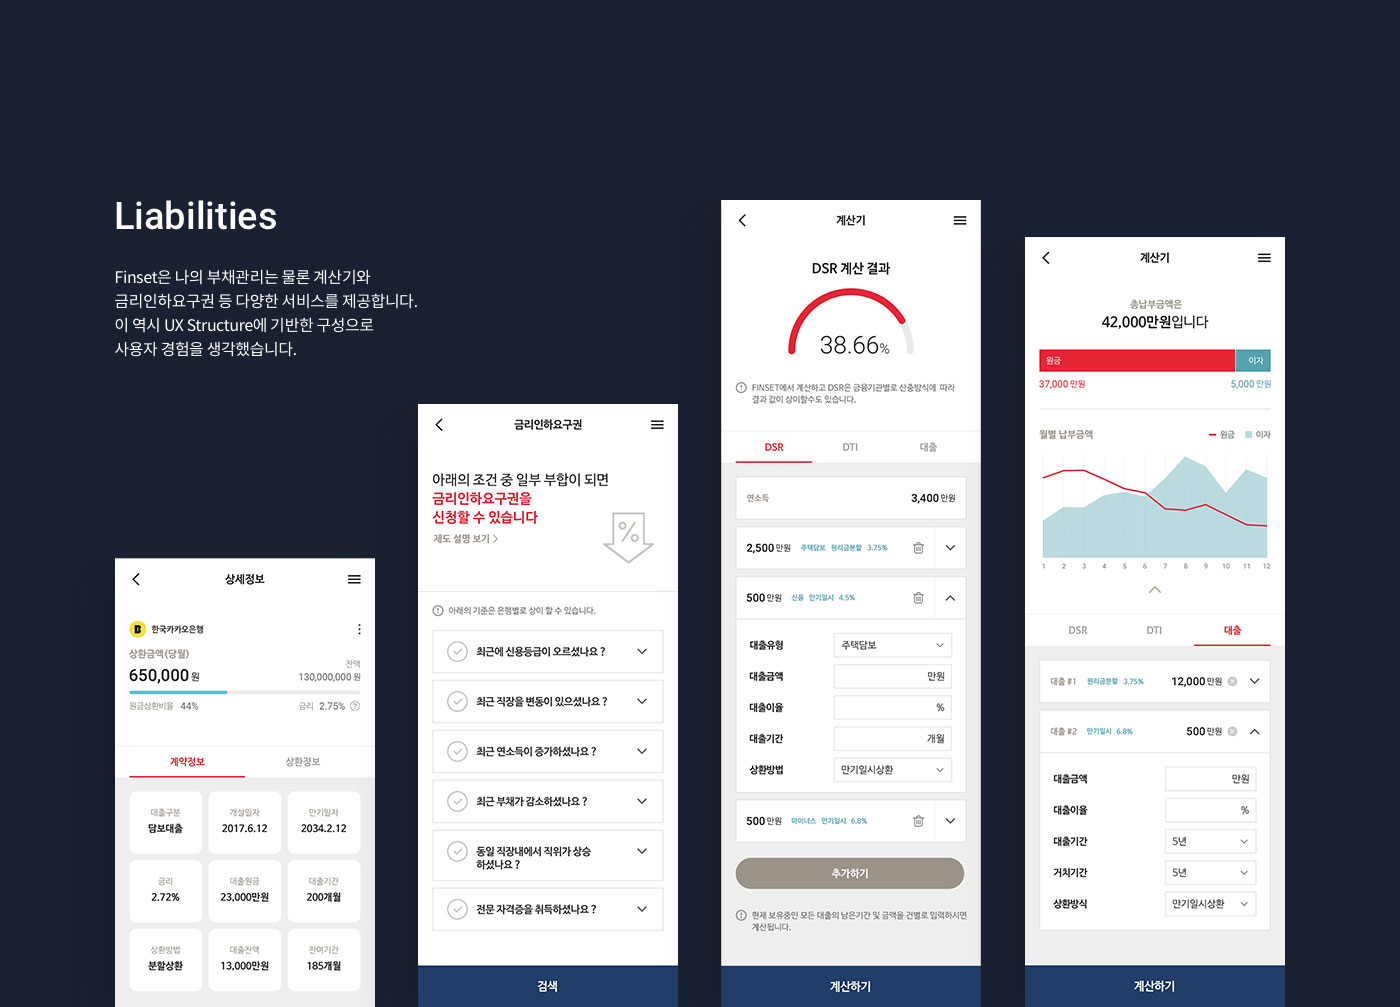 Liabilities
Finset은 나의 부채관리는 물론 계산기와
금리인하요구권 등 다양한 서비스를 제공합니다.
이 역시 UX Structure에 기반한 구성으로
사용자 경험을 생각했습니다.
상세정보
B 한국카카오은행
상환금액(당월)
잔액
650,000 원
130,000,000 원
원금상환비율 44%
금리 2.75% ?
계약정보 상환정보
대출구분 개설일자 만기일자
담보대출 2017.6.12 2034.2.12
금리 대출원금 대출기간
2.72% 23,000만원 200개월
상환방법 대출잔액 잔여기간
분할상환 13,000만원 185개월
금리인하요구권
아래의 조건 중 일부 부합이 되면
금리인하요구권을
신청할 수 있습니다
제도 설명 보기 >
%
! 아래의 기준은 은행별로 상이 할 수 있습니다.
최근에 신용등급이 오르셨나요 ?
최근 직장을 변동이 있으셨나요 ?
최근 연소득이 증가하셨나요 ?
최근 부채가 감소하셨나요 ?
동일 직장내에서 직위가 상승
하셨나요 ?
전문 자격증을 취득하셨나요 ?
검색
계산기
DSR 계산 결과
38.66%
! FINSET에서 계산하고 DSR은 금융기관별로 산중방식에 따라
결과 값이 상이할수도 있습니다.
DSR DTI 대출
연소득 3,400 만원
2,500 만원 주택담보 원리금분할 3.75%
500 만원 신용 만기일시 4.5%
대출유형 주택담보
대출금액 만원
대출이율 %
대출기간 개월
상환방법 만기일시상환
500 만원 마이너스 만기일시 6.8%
추가하기
! 현재 보유중인 모든 대출의 남은기간 및 금액을 건별로 입력하시면
계산됩니다.
계산하기
계산기
총납부금액은
42,000만원입니다
원금 이자
37,000 만원 5,000 만원
월별 납부금액 원금 이자
1 2 3 4 5 6 7 8 9 10 11 12
DSR DTI 대출
대출 #1 원리금분할 3.75% 12,000 만원
대출 #2 만기일시 6.8% 500 만원
대출금액 만원
대출이율 %
대출기간 5년
거치기간 5년
상환방식 만기일시상환
계산하기